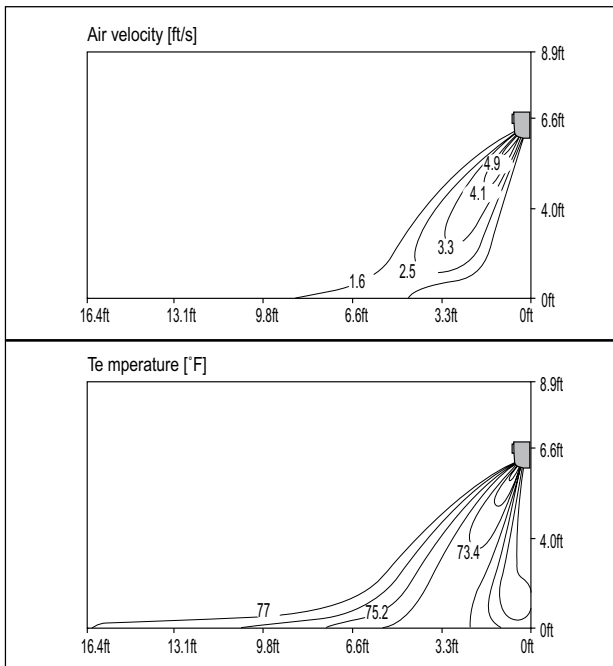 Air velocity [ft/s]
8.9ft
6.6ft
4.9
4.1
4.0ft
3.3
2.5
1.6
0ft
16.4ft 13.1ft 9.8ft 6.6ft 3.3ft 0ft
Te mperature [˚F]
8.9ft
6.6ft
4.0ft
73.4
77
75.2
0ft
16.4ft 13.1ft 9.8ft 6.6ft 3.3ft 0ft